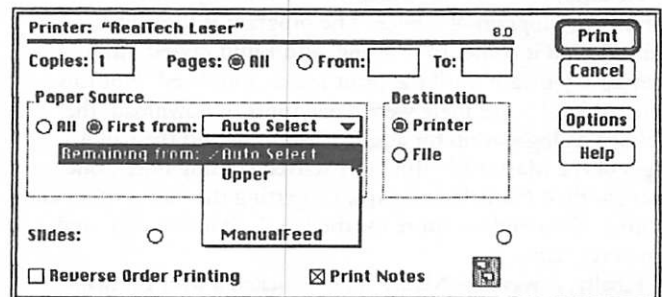 Printer: "RealTech Laser" 8.0 Print
Copies: 1 Pages: All From: To: Cancel
Paper Source Destination
All First from: Auto Select Printer Options
Remaining from: ✓Auto Select File Help
Upper
ManualFeed
Slides:
Reverse Order Printing Print Notes